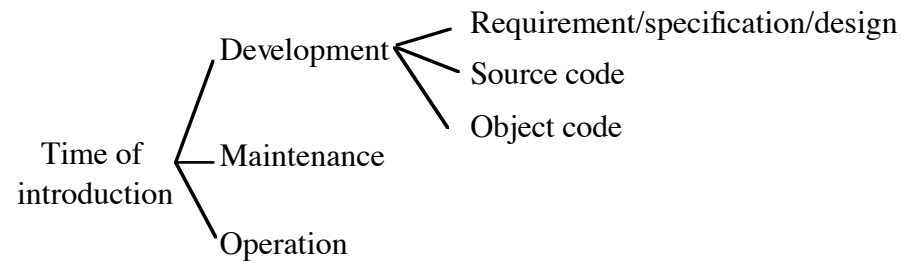 Requirement/specification/design
Development
Source code
Object code
Time of
introduction
Maintenance
Operation